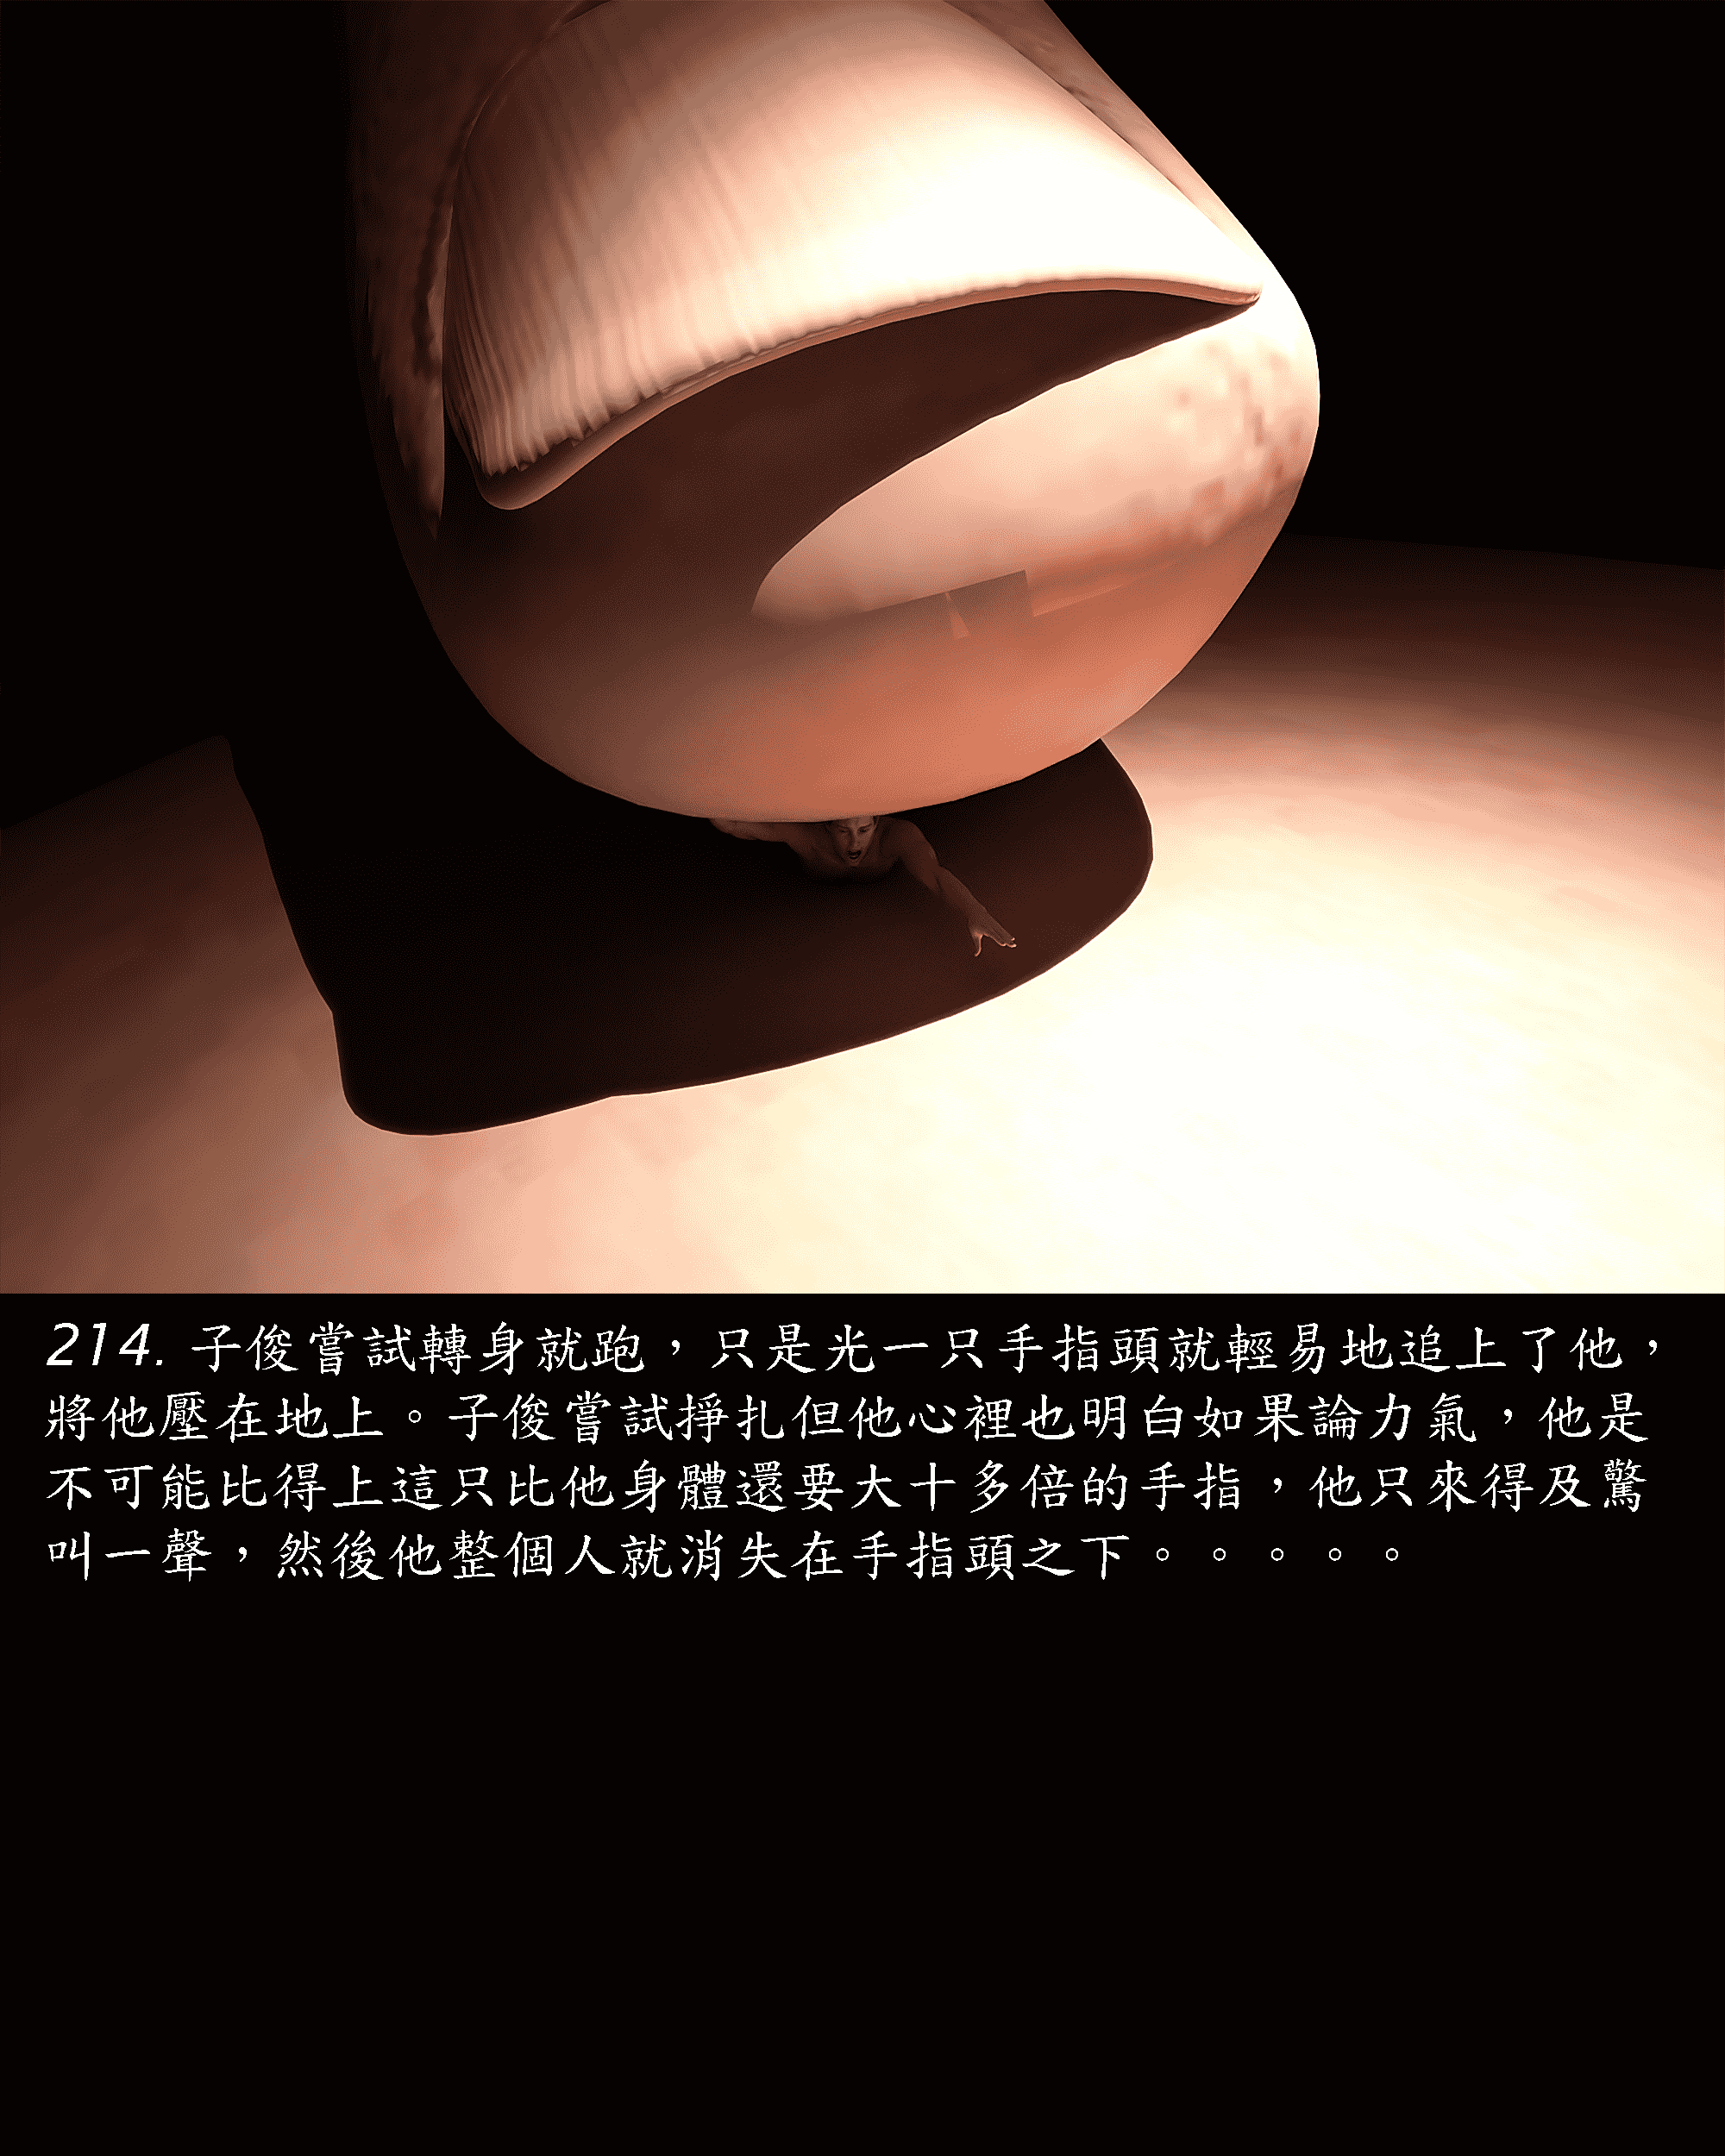 214. 子俊嘗試轉身就跑，只是光一只手指頭就輕易地追上了他，
將他壓在地上。子俊嘗試掙扎但他心裡也明白如果論力氣，他是
不可能比得上這只比他身體還要大十多倍的手指，他只來得及驚
叫一聲，然後他整個人就消失在手指頭之下。。。。。